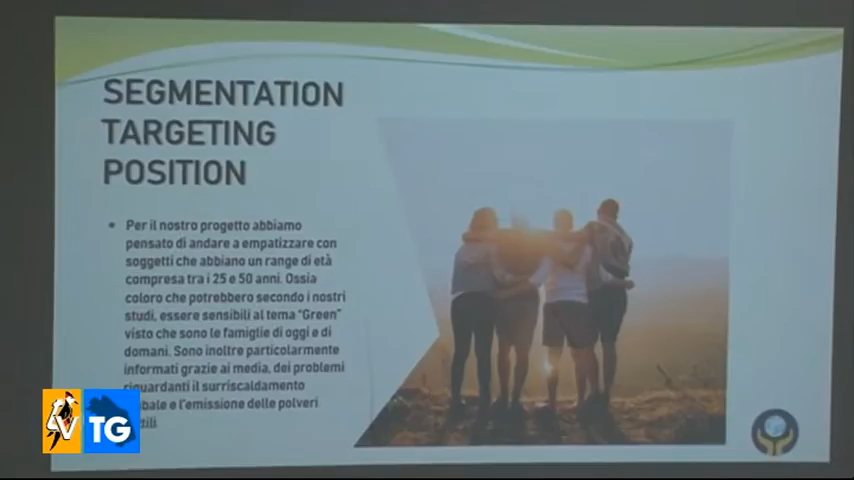 SEGMENTATION
TARGETING
POSITION
• Per il nostro progetto abbiamo
pensato di andare a empatizzare con
soggetti che abbiano un range di età
compresa tra i 25 e 50 anni. Ossia
coloro che potrebbero secondo i nostri
studi, essere sensibili al tema "Green"
visto che sono le famiglie di oggi e di
domani. Sono inoltre particolarmente
informati grazie ai media, dei problemi
riguardanti il surriscaldamento
e l'emissione delle polveri
V TG